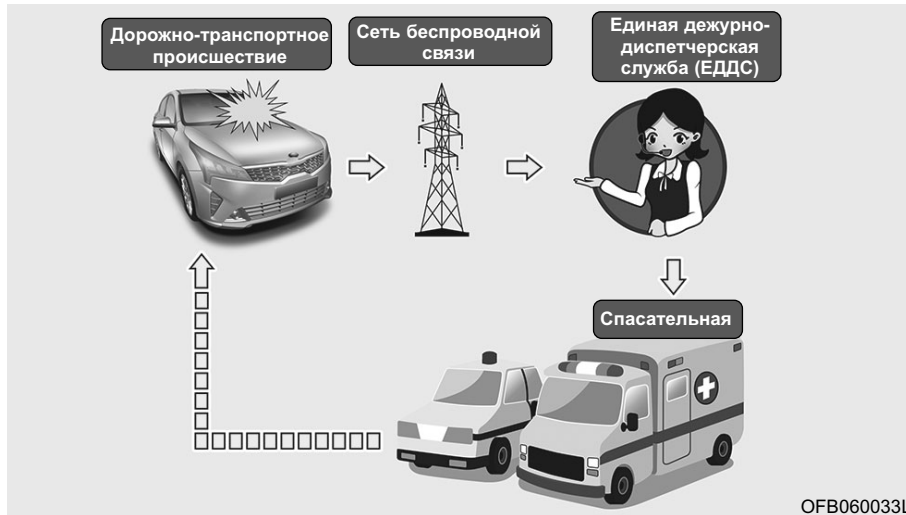 Дорожно-транспортное
происшествие
Сеть беспроводной
связи
Единая дежурно-
диспетчерская
служба (ЕДДС)
Спасательная
OFB060033L